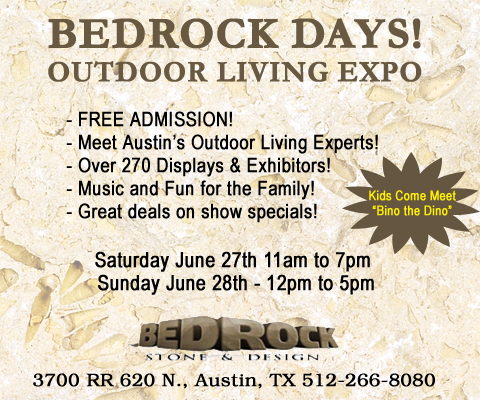 BEDROCK DAYS!
OUTDOOR LIVING EXPO
- FREE ADMISSION!
- Meet Austin's Outdoor Living Experts!
- Over 270 Displays & Exhibitors!
- Music and Fun for the Family!
- Great deals on show specials!
Kids Come Meet
"Bino the Dino"
Saturday June 27th 11am to 7pm
Sunday June 28th - 12pm to 5pm
BEDROCK
STONE & DESIGN
3700 RR 620 N., Austin, TX 512-266-8080